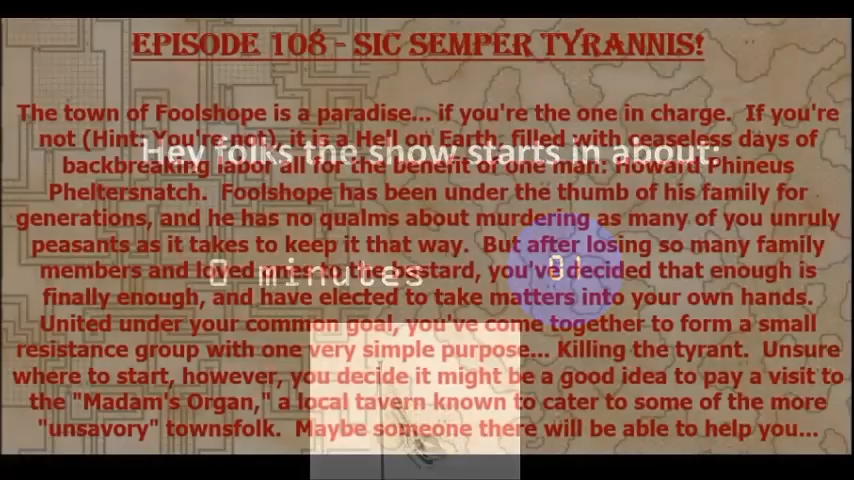 EPISODE 108 - SIC SEMPER TYRANNIS!
The town of Foolshope is a paradise... if you're the one in charge. If you're
not (Hint: You're not), it is a Hell on Earth; filled with ceaseless days of
Hey folks the show starts in about:
backbreaking labor all for the benefit of one man: Howard Phineus
Pheltersnatch. Foolshope has been under the thumb of his family for
generations, and he has no qualms about murdering as many of you unruly
peasants as it takes to keep it that way. But after losing so many family
members and loved ones to the bastard, you've decided that enough is
0 minutes
finally enough, and have elected to take matters into your own hands.
United under your common goal, you've come together to form a small
resistance group with one very simple purpose... Killing the tyrant. Unsure
where to start, however, you decide it might be a good idea to pay a visit to
the "Madam's Organ," a local tavern known to cater to some of the more
"unsavory" townsfolk. Maybe someone there will be able to help you...